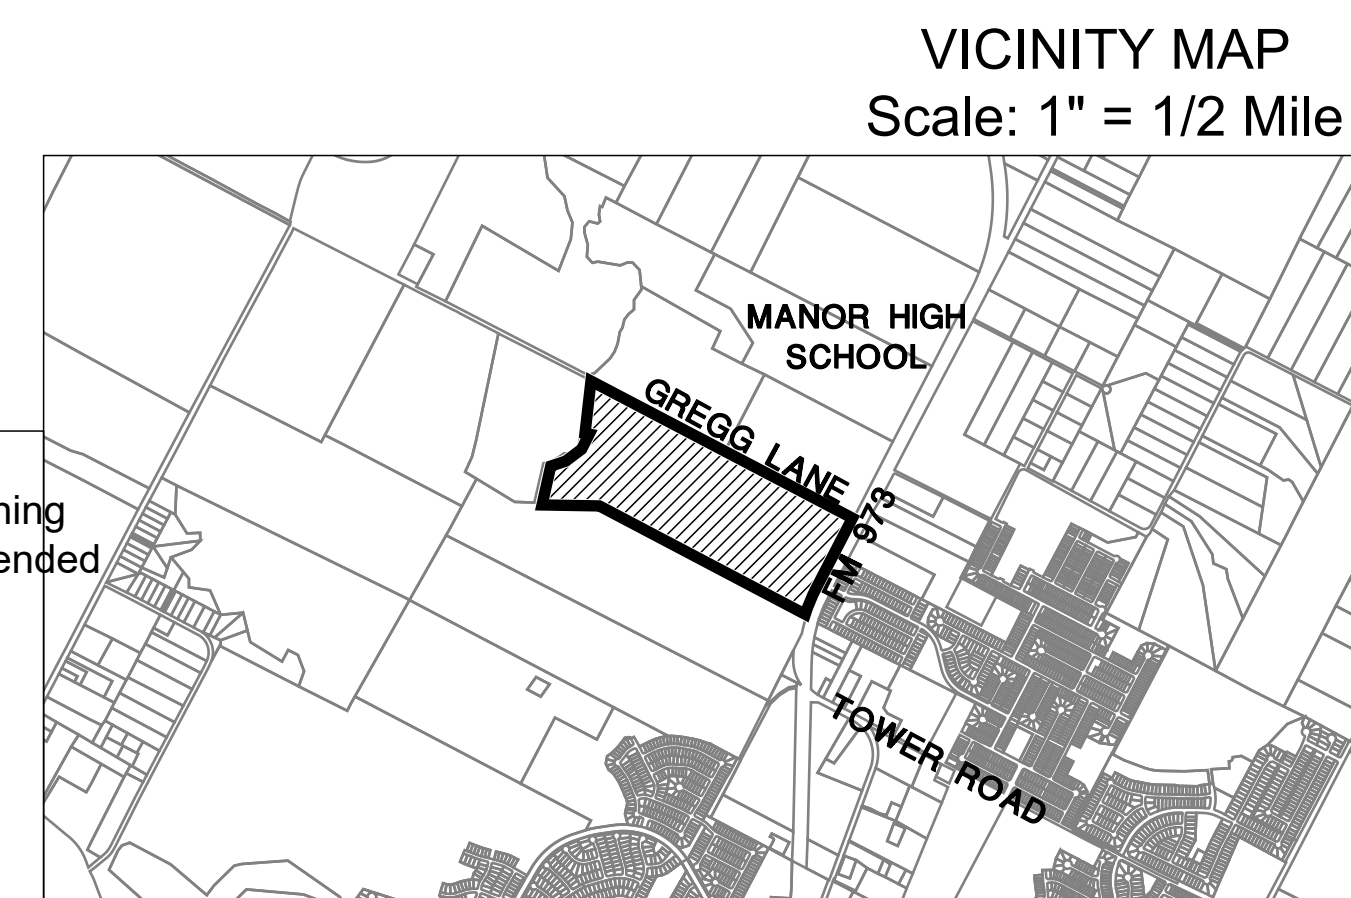 VICINITY MAP
Scale: 1" = 1/2 Mile
MANOR HIGH
SCHOOL
GREGG LANE
FM 973
TOWER ROAD